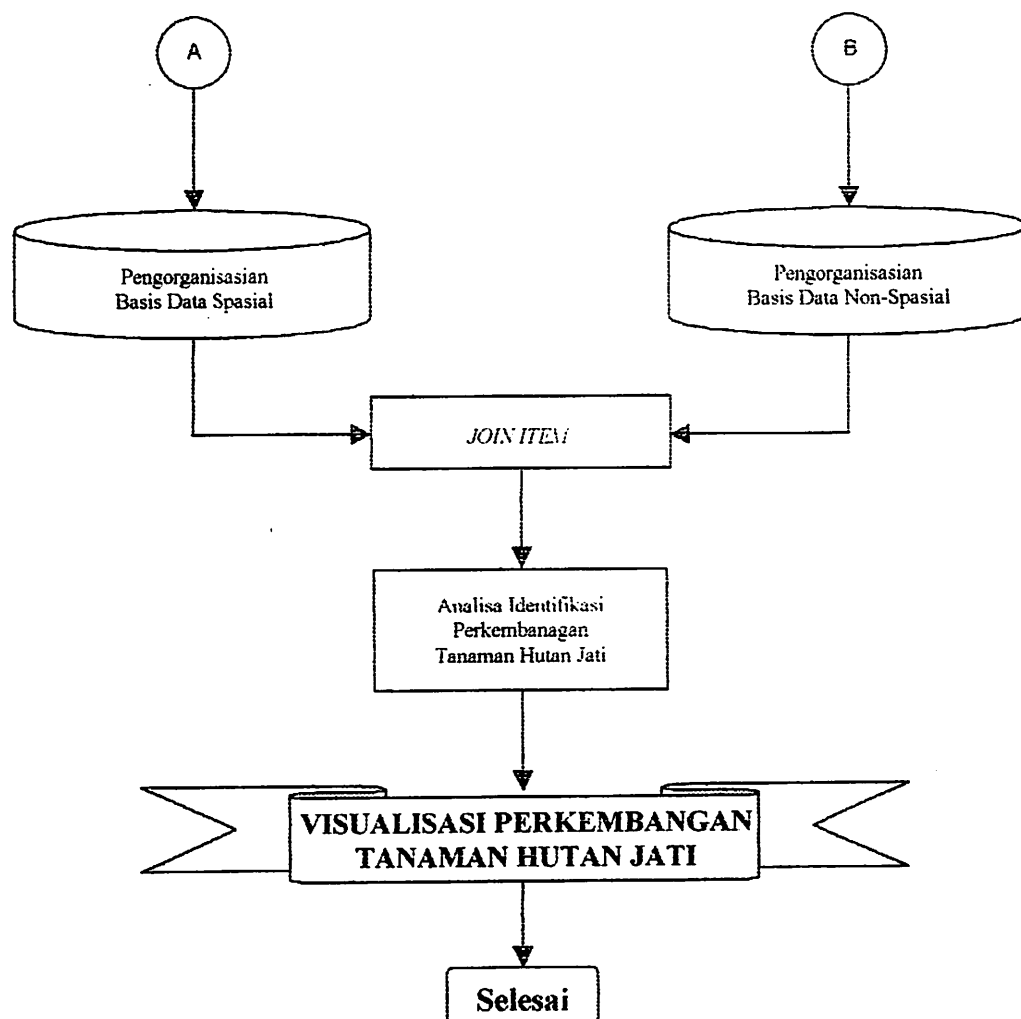 A
B
Pengorganisasian
Basis Data Spasial
Pengorganisasian
Basis Data Non-Spasial
JOIN ITEM
Analisa Identifikasi
Perkembanagan
Tanaman Hutan Jati
VISUALISASI PERKEMBANGAN
TANAMAN HUTAN JATI
Selesai